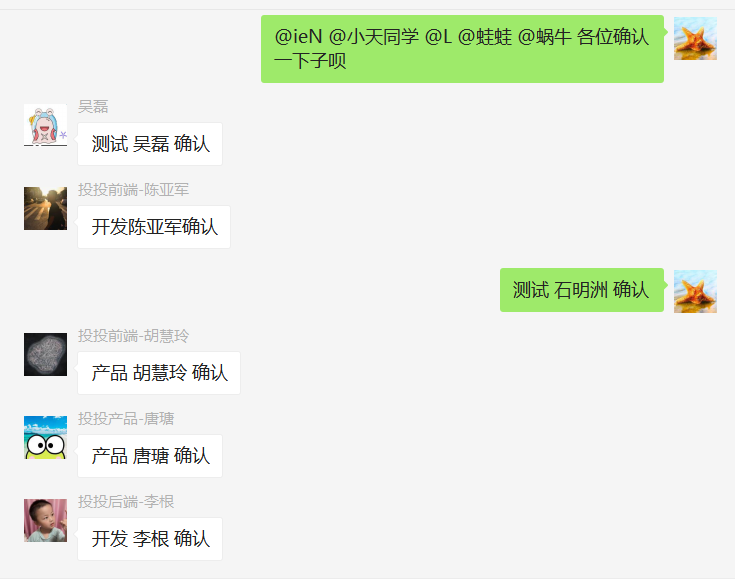 @ieN @小天同学 @L @蛙蛙 @蜗牛 各位确认
一下子呗
吴磊
测试 吴磊 确认
投投前端-陈亚军
开发陈亚军确认
测试 石明洲 确认
投投前端-胡慧玲
产品 胡慧玲 确认
投投产品-唐瑭
产品 唐瑭 确认
投投后端-李根
开发 李根 确认